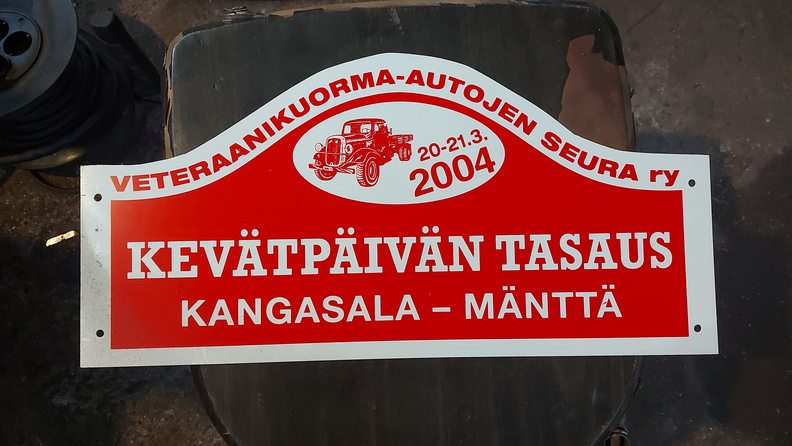 VETERAANIKUORMA-AUTOJEN SEURA ry
20-21.3.
2004
KEVÄTPÄIVÄN TASAUS
KANGASALA – MÄNTTÄ